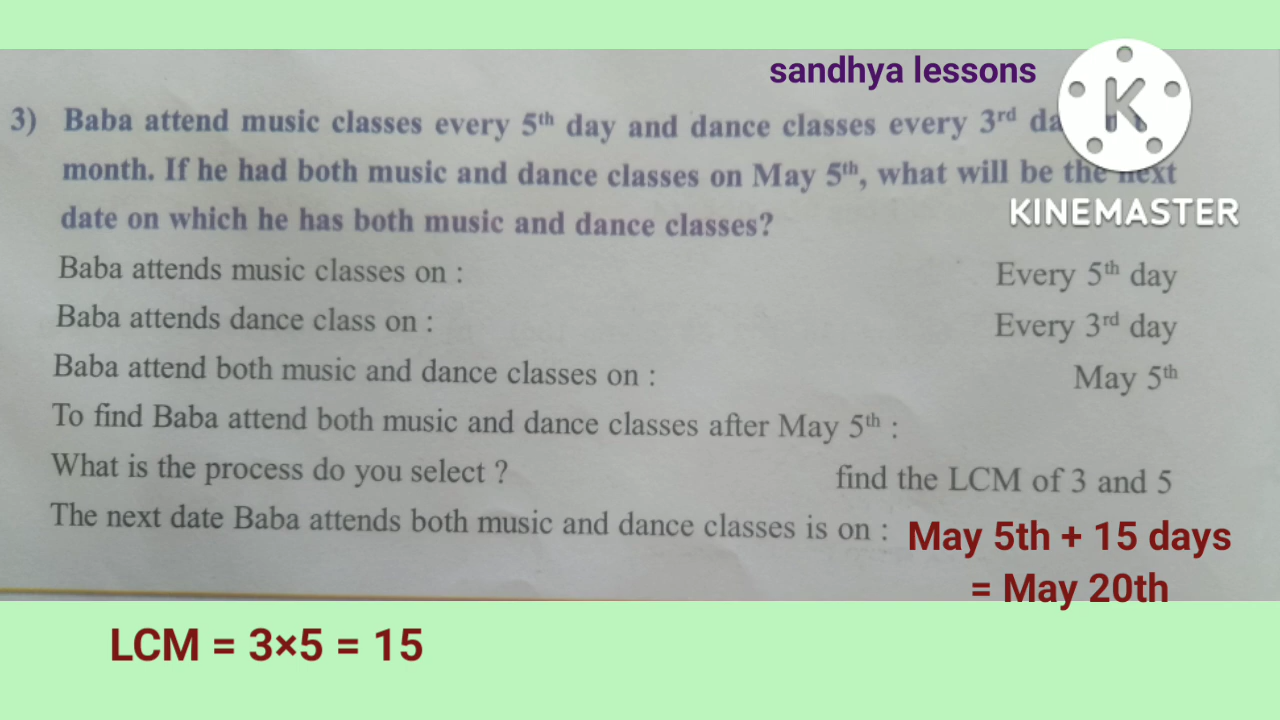 sandhya lessons
3) Baba attend music classes every 5th day and dance classes every 3rd
month. If he had both music and dance classes on May 5th, what will be the next
KINEMASTER
date on which he has both music and dance classes?
Baba attends music classes on : Every 5th day
Baba attends dance class on : Every 3rd day
Baba attend both music and dance classes on : May 5th
To find Baba attend both music and dance classes after May 5th :
What is the process do you select ? find the LCM of 3 and 5
The next date Baba attends both music and dance classes is on : May 5th + 15 days
= May 20th
LCM = 3×5 = 15